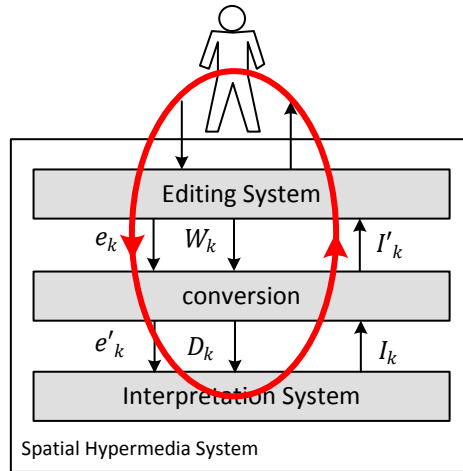 Editing System
e_k W_k I'_k
conversion
e'_k D_k I_k
Interpretation System
Spatial Hypermedia System